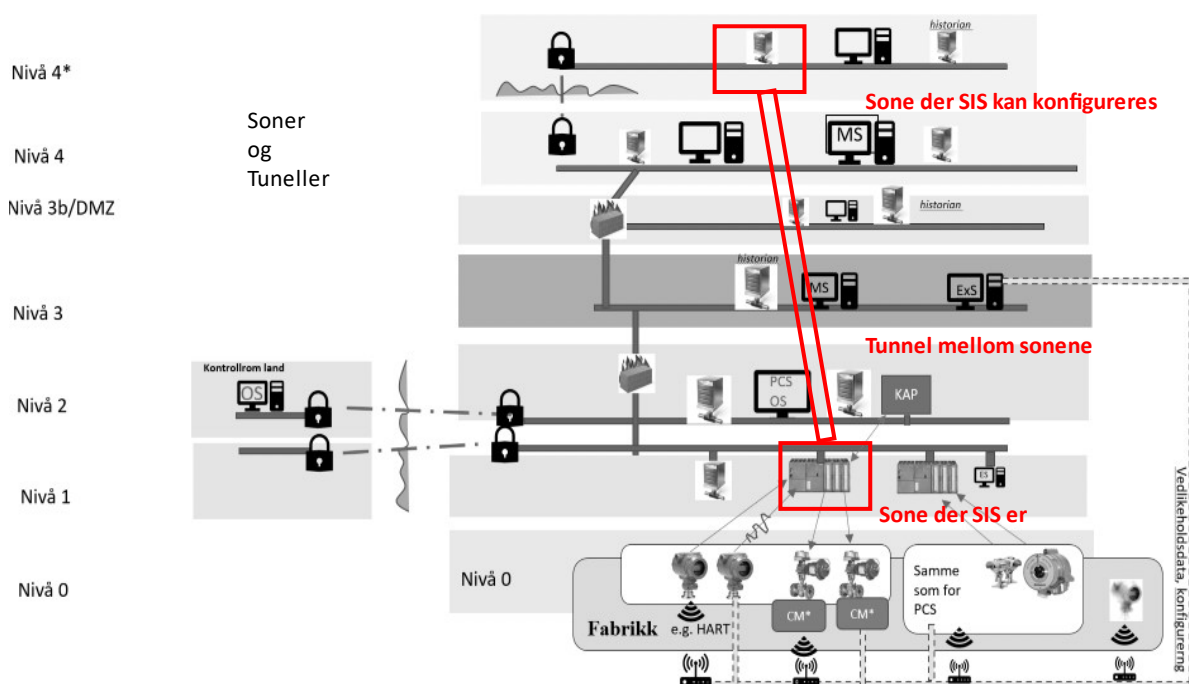 historian
Nivå 4*
Sone der SIS kan konfigureres
Soner
og
Tuneller
MS
Nivå 4
Nivå 3b/DMZ
historian
historian
MS
ExS
Nivå 3
Tunnel mellom sonene
Kontrollrom land
OS
PCS
OS
KAP
Nivå 2
ES
Nivå 1
Sone der SIS er
Vedlikeholdsdata, konfigurerng
Nivå 0
Nivå 0
Samme
som for
PCS
CM*
CM*
Fabrikk
e.g. HART